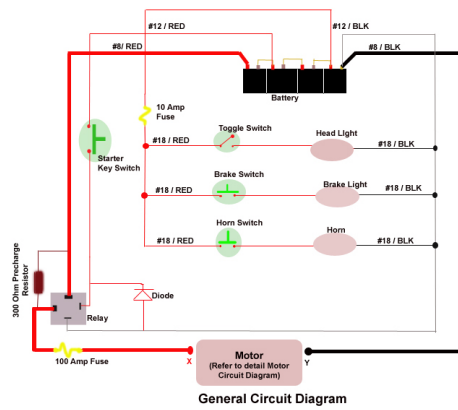 #12 / RED
#12 / BLK
#8/ RED
#8 / BLK
Battery
10 Amp
Fuse
Toggle Switch
Head Light
#18 / RED
#18 / BLK
Starter
Key Switch
Brake Switch
Brake Light
#18 / RED
#18 / BLK
Horn Switch
Horn
#18 / RED
#18 / BLK
300 Ohm Precharge
Resistor
Diode
Relay
100 Amp Fuse
X
Motor
(Refer to detail Motor
Circuit Diagram)
Y
General Circuit Diagram